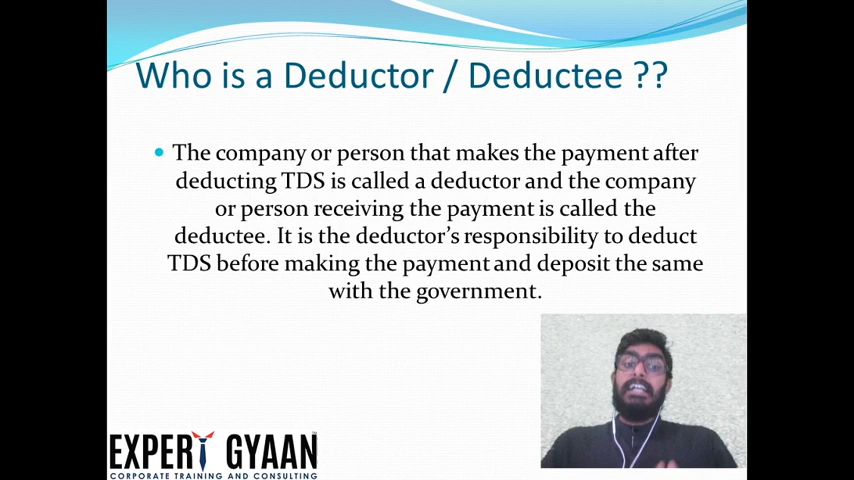 Who is a Deductor / Deductee ??
The company or person that makes the payment after
deducting TDS is called a deductor and the company
or person receiving the payment is called the
deductee. It is the deductor’s responsibility to deduct
TDS before making the payment and deposit the same
with the government.
EXPERT GYAAN
CORPORATE TRAINING AND CONSULTING